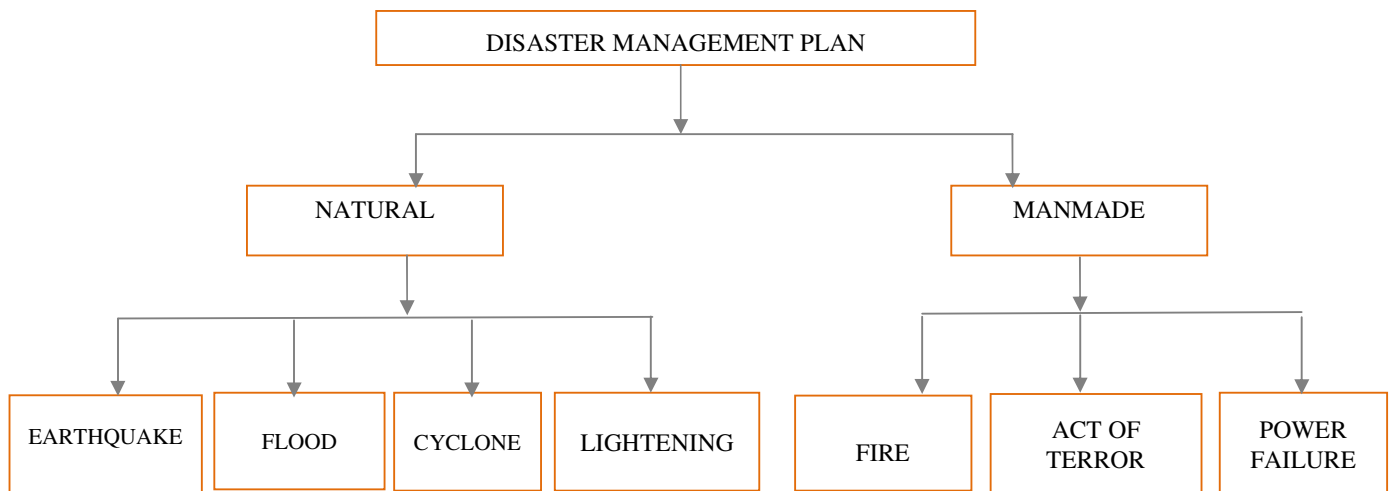 DISASTER MANAGEMENT PLAN
NATURAL
MANMADE
EARTHQUAKE
FLOOD
CYCLONE
LIGHTENING
FIRE
ACT OF
TERROR
POWER
FAILURE